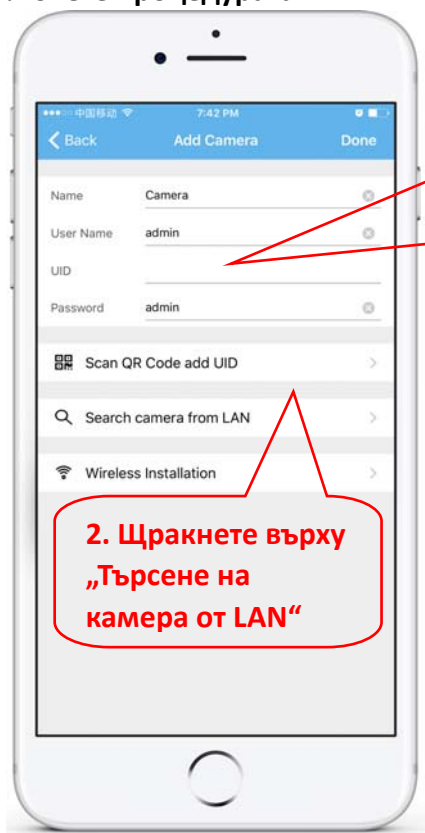 中国移动 7:42 PM
Back Add Camera Done
Name Camera
User Name admin
UID
Password admin
Scan QR Code add UID
Search camera from LAN
Wireless Installation
2. Щракнете върху
„Търсене на
камера от LAN“